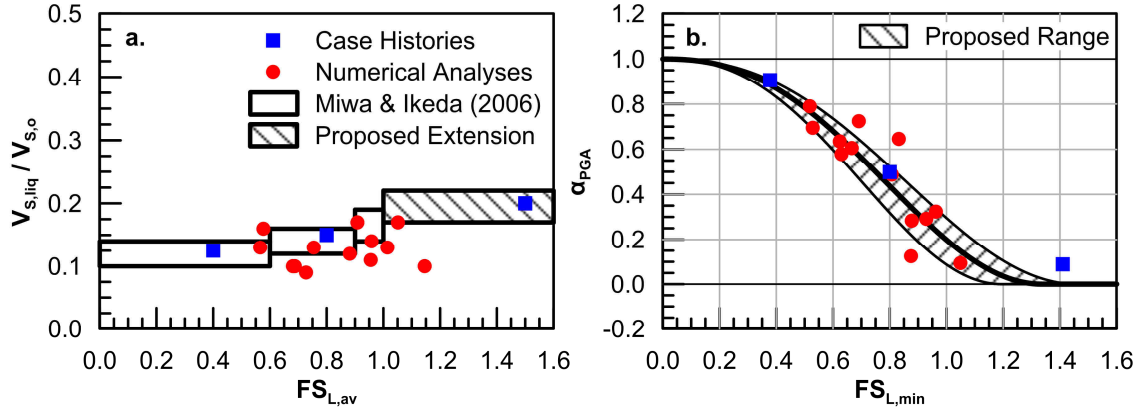 a.
Case Histories
Numerical Analyses
Miwa & Ikeda (2006)
Proposed Extension
V_S,liq / V_S,o
0.5
0.4
0.3
0.2
0.1
0.0
0.0 0.2 0.4 0.6 0.8 1.0 1.2 1.4 1.6
FS_L,av
b.
Proposed Range
α_PGA
1.2
1.0
0.8
0.6
0.4
0.2
0.0
-0.2
0.0 0.2 0.4 0.6 0.8 1.0 1.2 1.4 1.6
FS_L,min